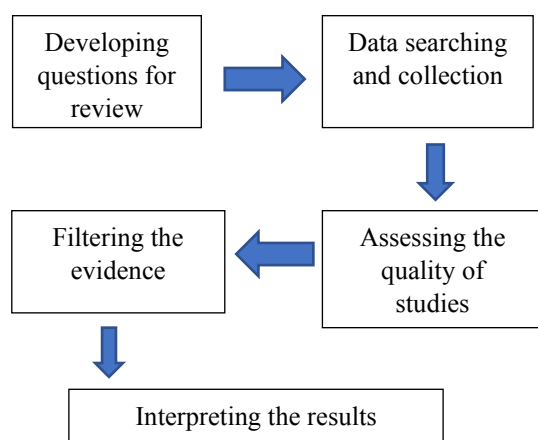 Developing
questions for
review
Data searching
and collection
Assessing the
quality of
studies
Filtering the
evidence
Interpreting the results